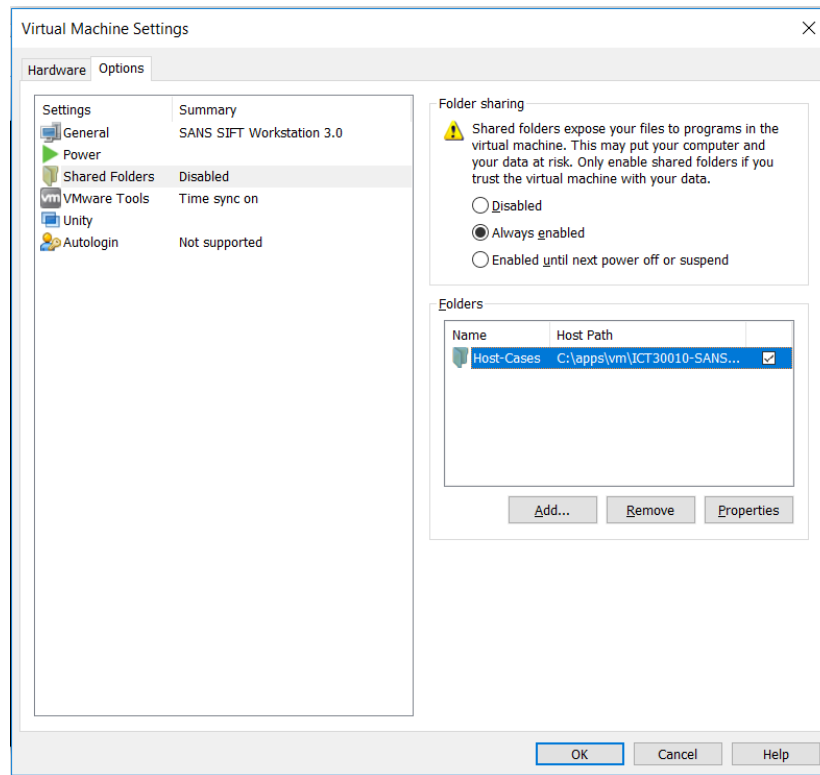 Virtual Machine Settings
Hardware Options
Settings Summary
General SANS SIFT Workstation 3.0
Power
Shared Folders Disabled
vm VMware Tools Time sync on
Unity
Autologin Not supported
Folder sharing
Shared folders expose your files to programs in the
virtual machine. This may put your computer and
your data at risk. Only enable shared folders if you
trust the virtual machine with your data.
Disabled
Always enabled
Enabled until next power off or suspend
Folders
Name Host Path
Host-Cases C:\apps\vm\ICT30010-SANS...
Add... Remove Properties
OK Cancel Help